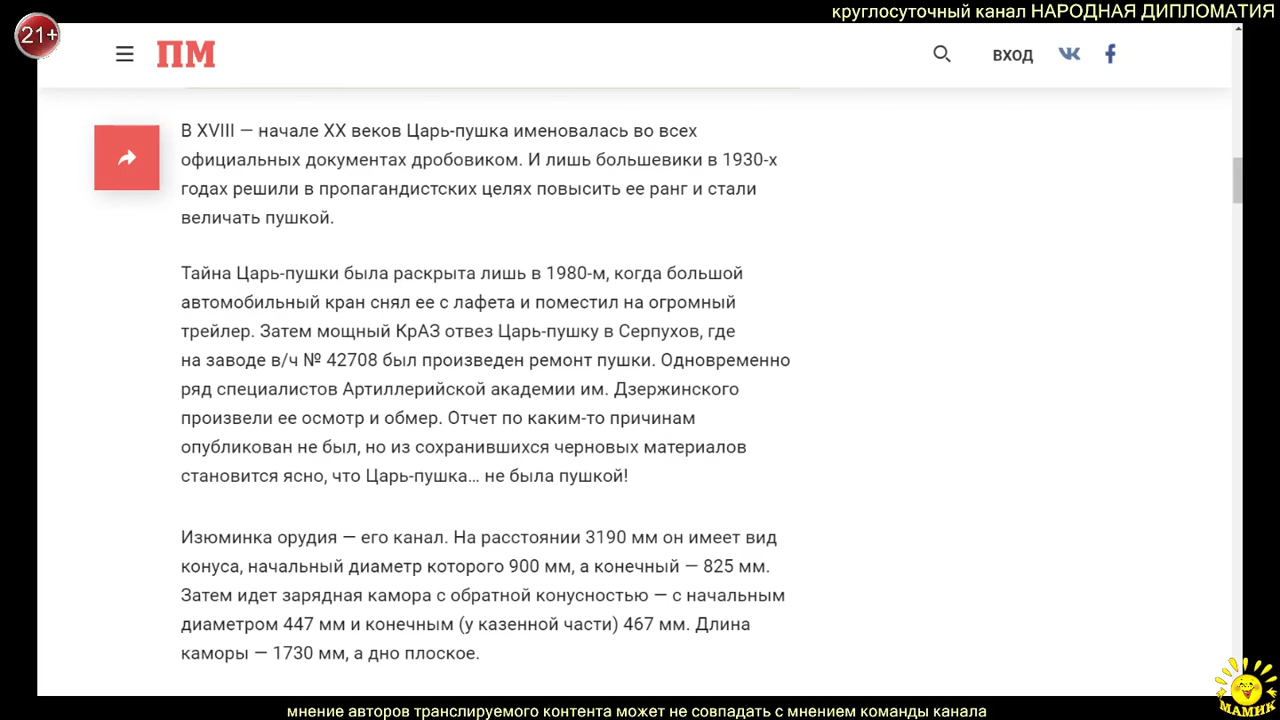 круглосуточный канал НАРОДНАЯ ДИПЛОМАТИЯ
21+
ПМ
ВХОД
В XVIII — начале XX веков Царь-пушка именовалась во всех
официальных документах дробовиком. И лишь большевики в 1930-х
годах решили в пропагандистских целях повысить ее ранг и стали
величать пушкой.
Тайна Царь-пушки была раскрыта лишь в 1980-м, когда большой
автомобильный кран снял ее с лафета и поместил на огромный
трейлер. Затем мощный КрАЗ отвез Царь-пушку в Серпухов, где
на заводе в/ч № 42708 был произведен ремонт пушки. Одновременно
ряд специалистов Артиллерийской академии им. Дзержинского
произвели ее осмотр и обмер. Отчет по каким-то причинам
опубликован не был, но из сохранившихся черновых материалов
становится ясно, что Царь-пушка… не была пушкой!
Изюминка орудия — его канал. На расстоянии 3190 мм он имеет вид
конуса, начальный диаметр которого 900 мм, а конечный — 825 мм.
Затем идет зарядная камора с обратной конусностью — с начальным
диаметром 447 мм и конечным (у казенной части) 467 мм. Длина
каморы — 1730 мм, а дно плоское.
МАМИК
мнение авторов транслируемого контента может не совпадать с мнением команды канала